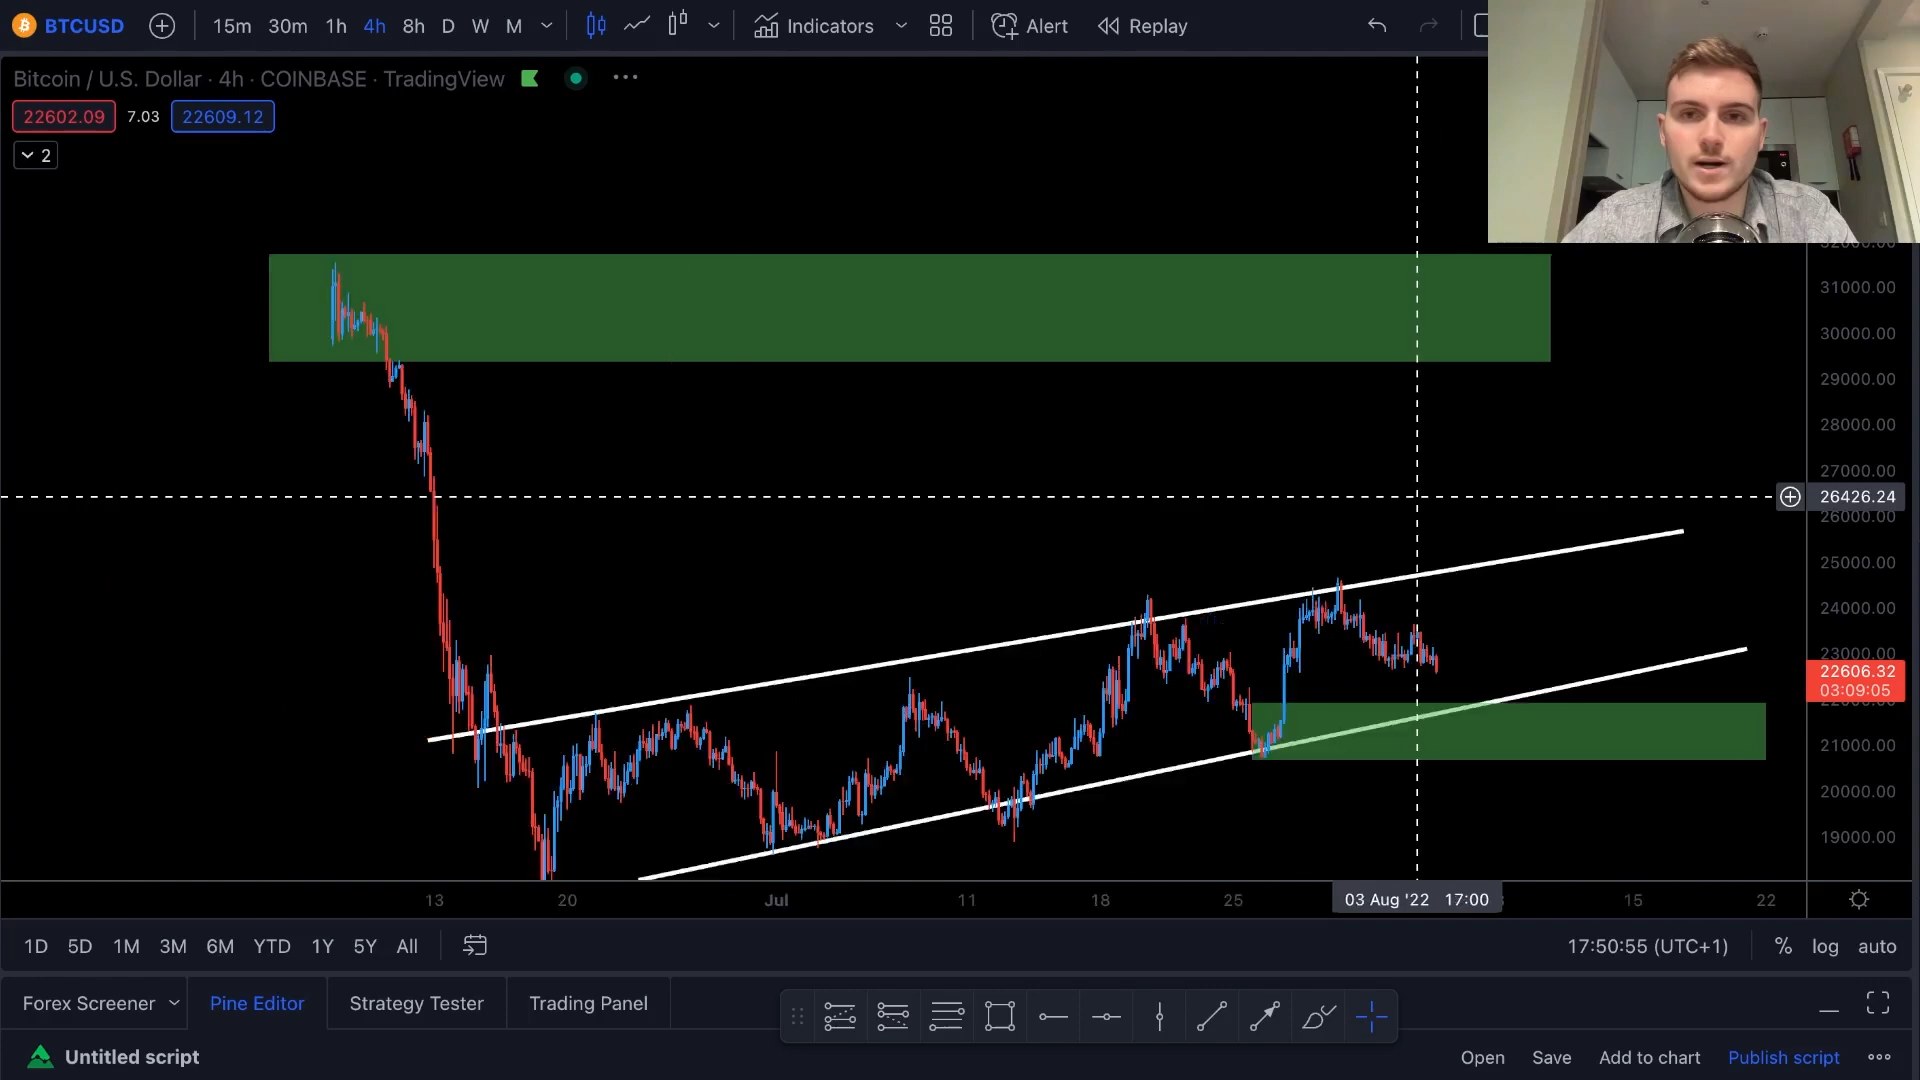 BTCUSD 15m 30m 1h 4h 8h D W M Indicators Alert Replay
Bitcoin / U.S. Dollar · 4h · COINBASE · TradingView
22602.09 7.03 22609.12
2
31000.00
30000.00
29000.00
28000.00
27000.00
26426.24
26000.00
25000.00
24000.00
23000.00
22606.32
03:09:05
21000.00
20000.00
19000.00
13 20 Jul 11 18 25 03 Aug '22 17:00 15 22
1D 5D 1M 3M 6M YTD 1Y 5Y All 17:50:55 (UTC+1) % log auto
Forex Screener Pine Editor Strategy Tester Trading Panel
Untitled script Open Save Add to chart Publish script